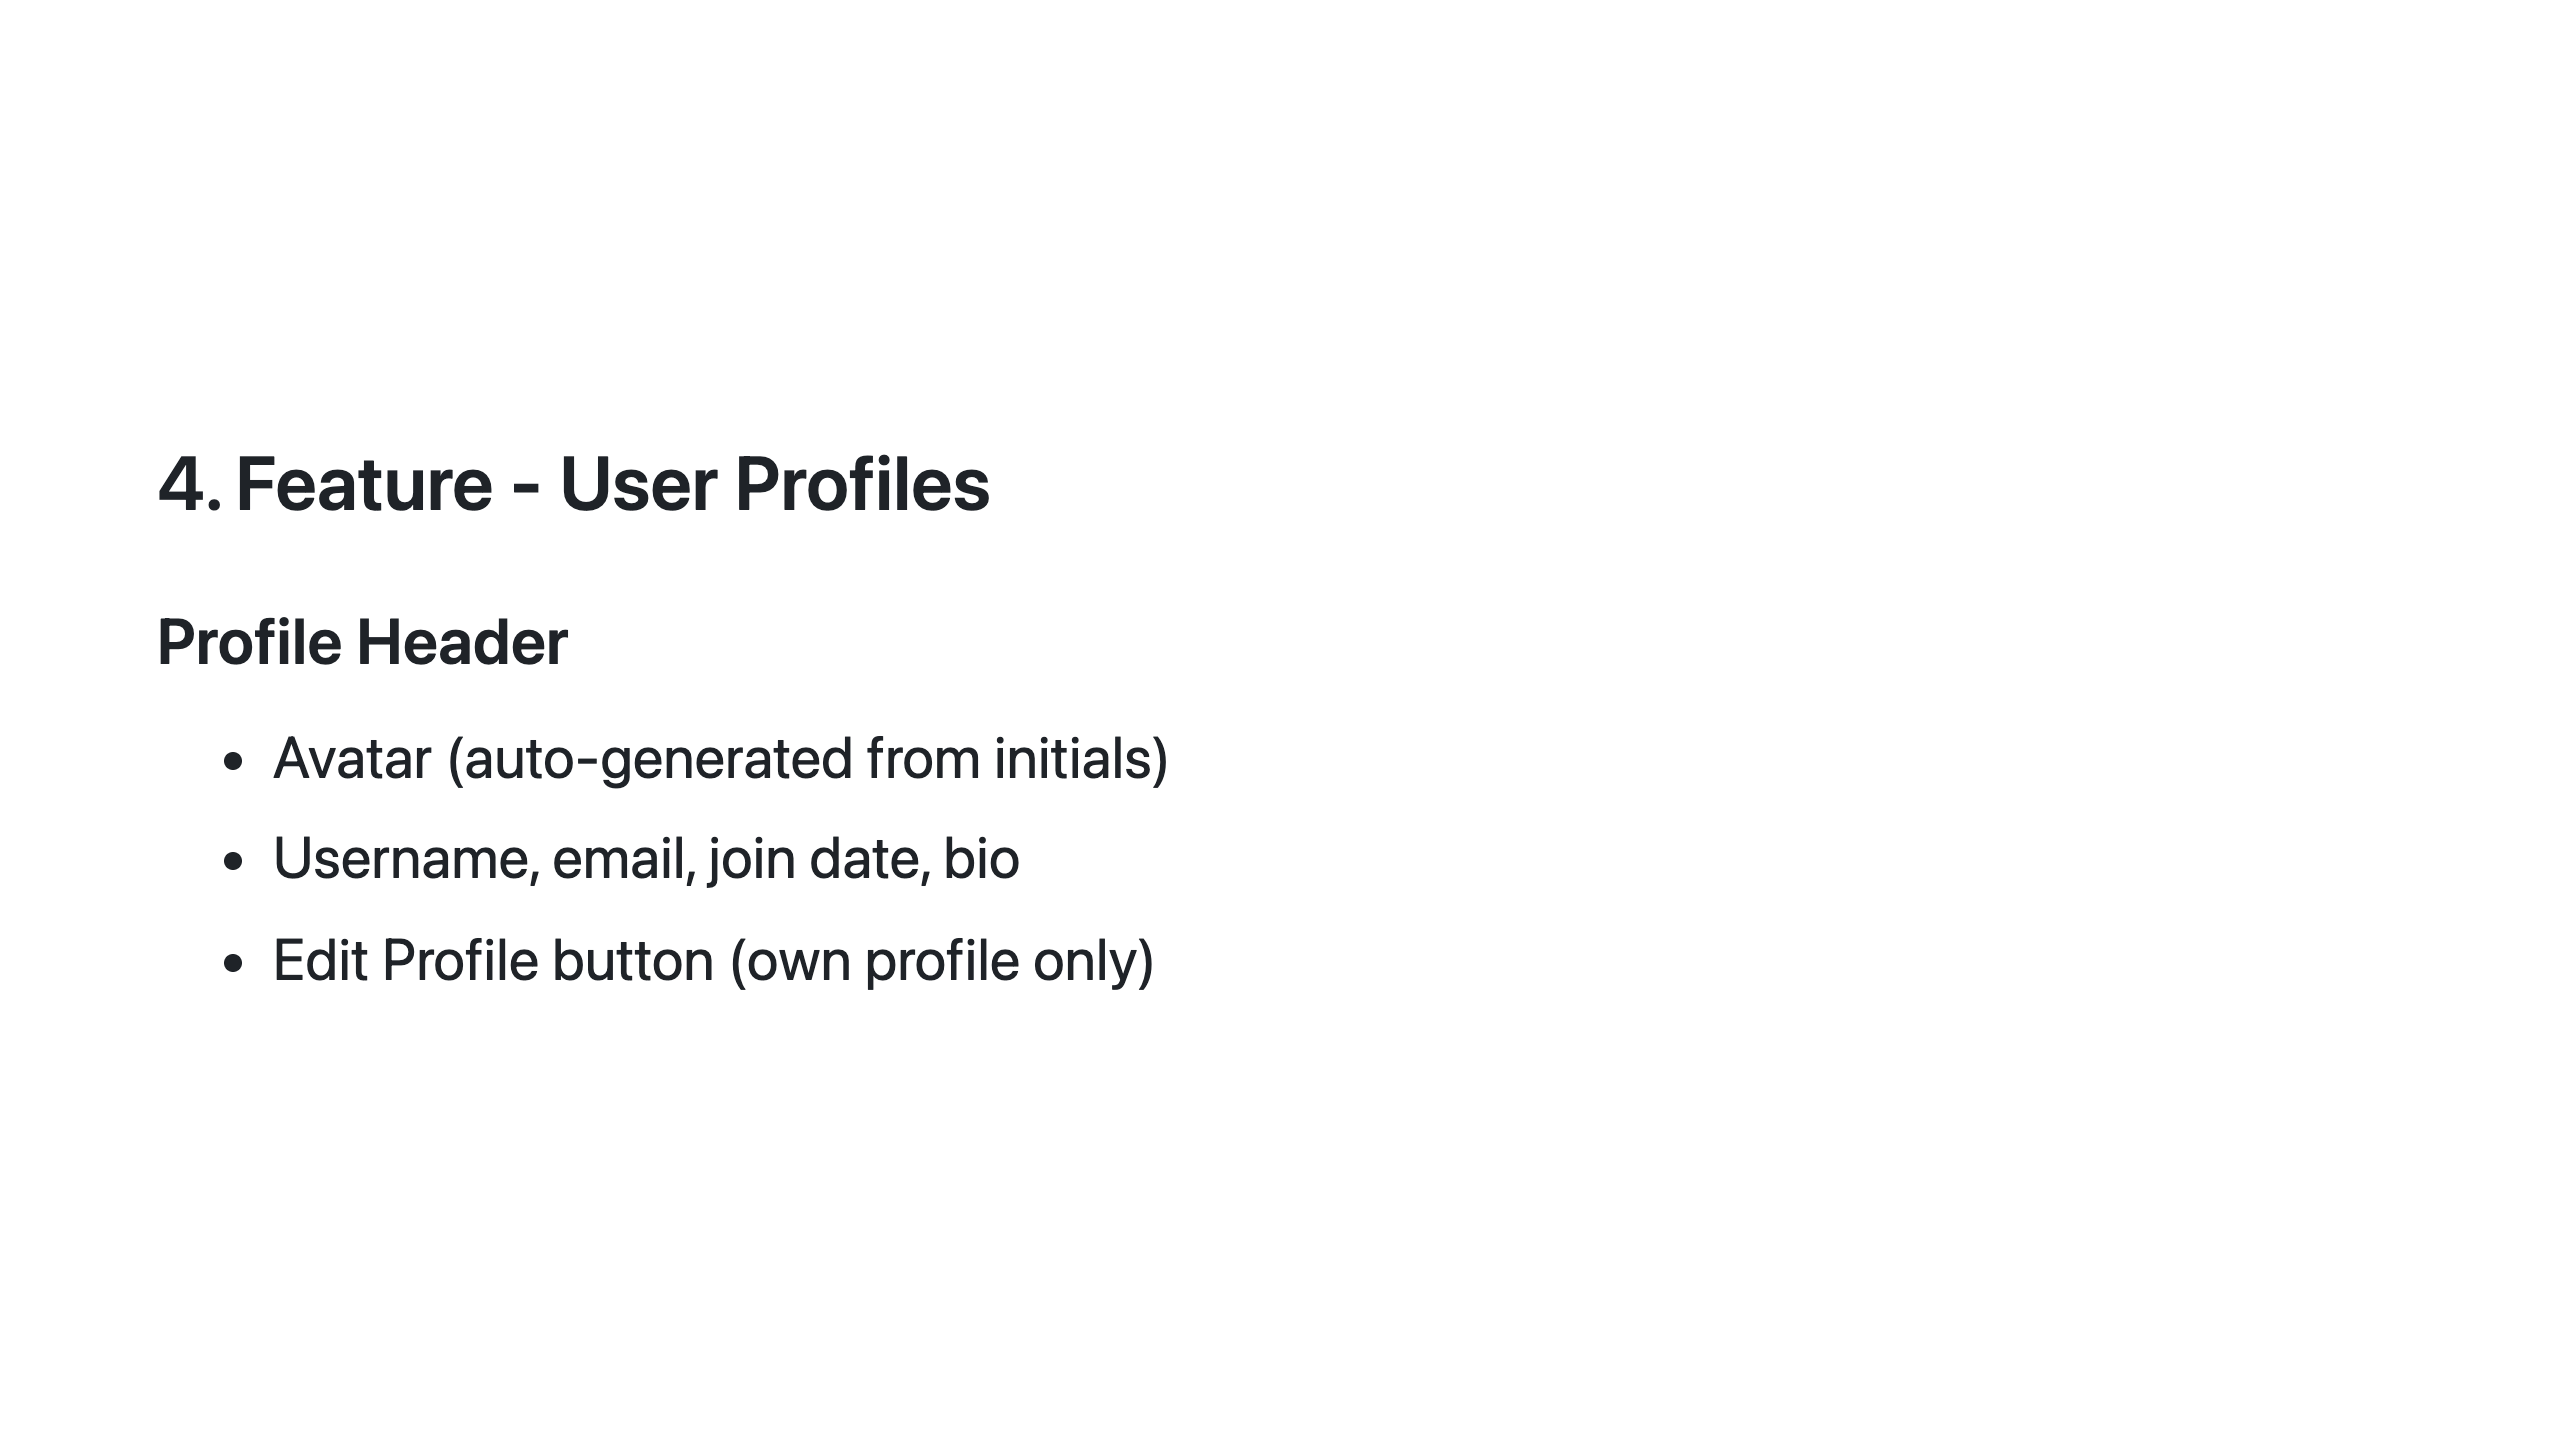 4. Feature - User Profiles
Profile Header
• Avatar (auto-generated from initials)
• Username, email, join date, bio
• Edit Profile button (own profile only)